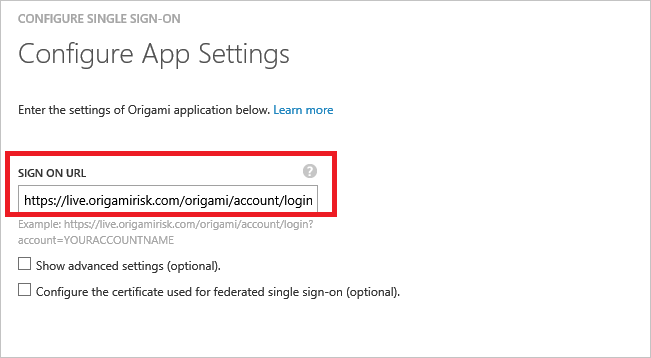 CONFIGURE SINGLE SIGN-ON
Configure App Settings
Enter the settings of Origami application below. Learn more
SIGN ON URL ?
https://live.origamirisk.com/origami/account/login
Example: https://live.origamirisk.com/origami/account/login?
account=YOURACCOUNTNAME
Show advanced settings (optional).
Configure the certificate used for federated single sign-on (optional).